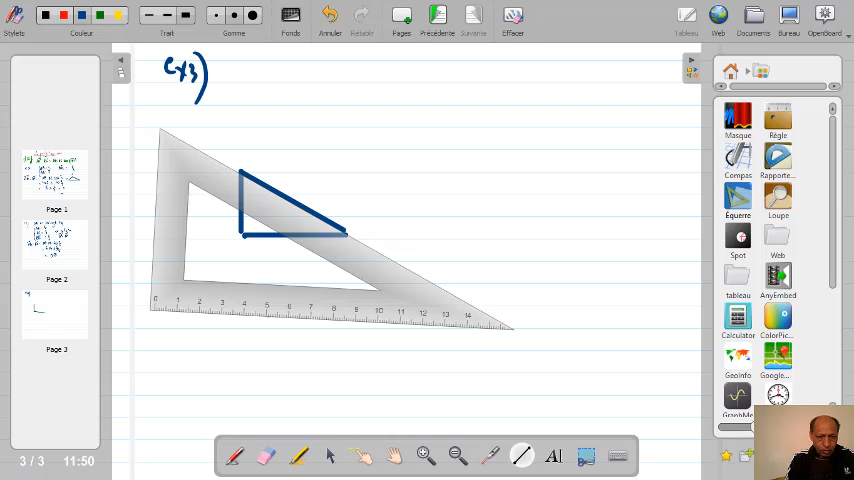 Stylets
Couleur
Trait
Gomme
Fonds
Annuler
Rétablir
Pages
Précédente
Suivante
Effacer
Tableau
Web
Documents
Bureau
OpenBoard
Ex3)
Page 1
Page 2
Page 3
0 1 2 3 4 5 6 7 8 9 10 11 12 13 14
Masque
Règle
Compas
Rapporte...
Équerre
Loupe
Spot
Web
tableau
AnyEmbed
Calculator
ColorPic...
GeoInfo
Google...
GraphMe
3 / 3 11:50
A